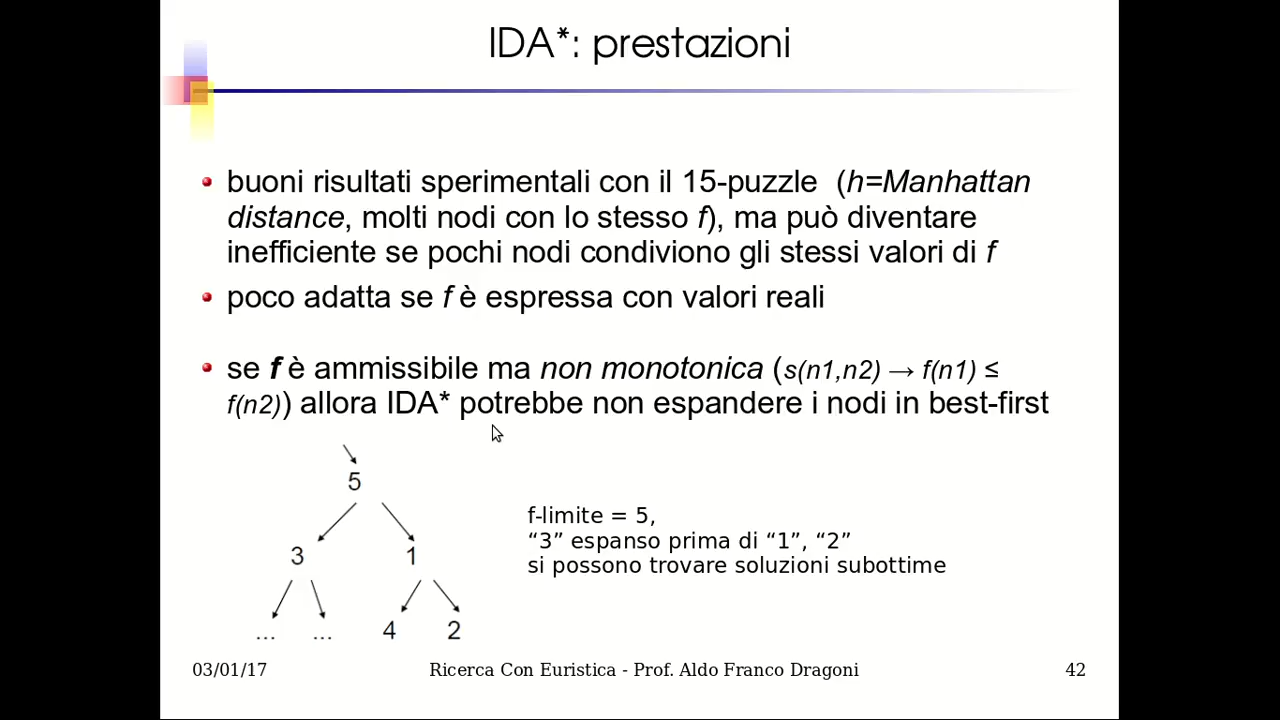 IDA*: prestazioni
buoni risultati sperimentali con il 15-puzzle (h=Manhattan
distance, molti nodi con lo stesso f), ma può diventare
inefficiente se pochi nodi condividono gli stessi valori di f
poco adatta se f è espressa con valori reali
se f è ammissibile ma non monotonica (s(n1,n2) → f(n1) ≤
f(n2)) allora IDA* potrebbe non espandere i nodi in best-first
5
3 1
... ... 4 2
f-limite = 5,
“3” espanso prima di “1”, “2”
si possono trovare soluzioni subottime
03/01/17 Ricerca Con Euristica - Prof. Aldo Franco Dragoni 42